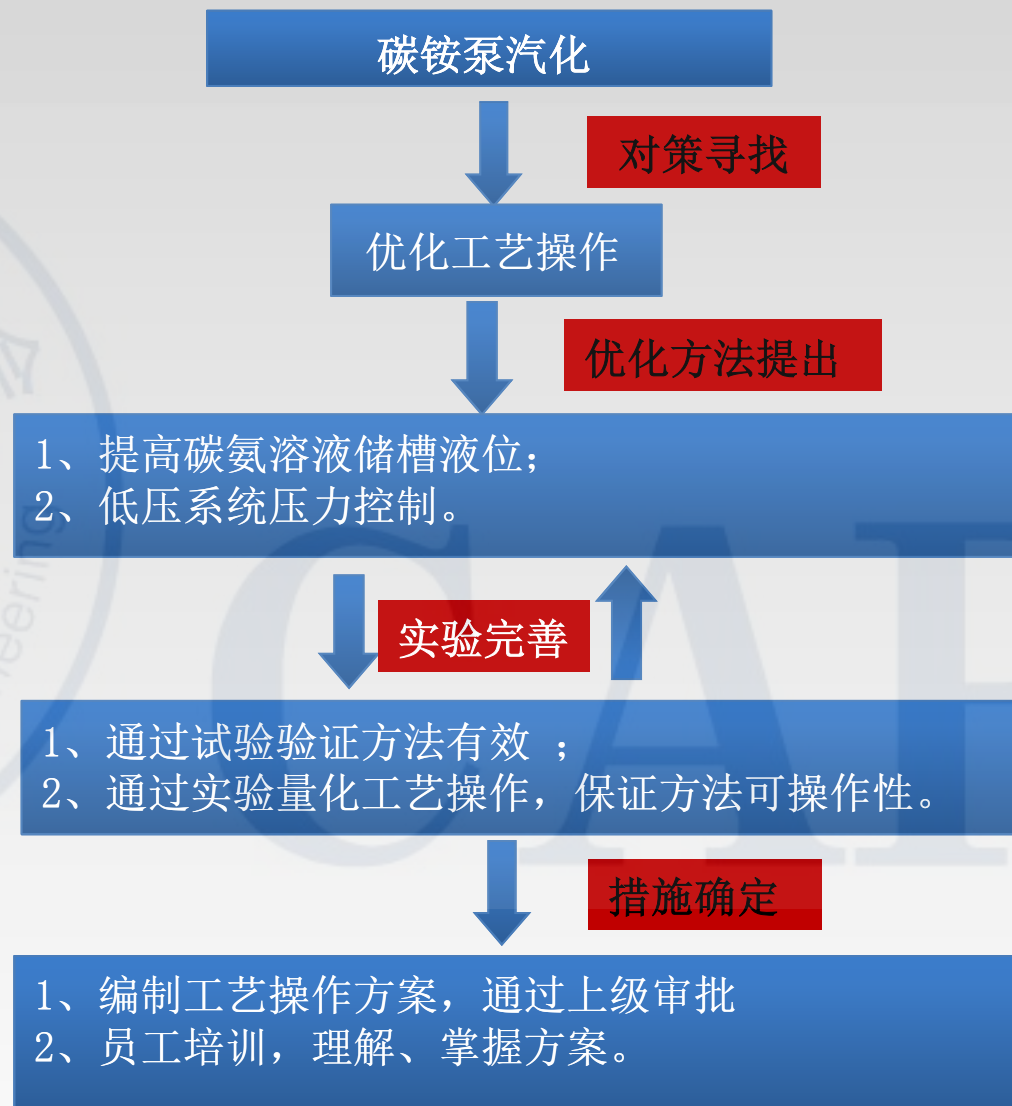 碳铵泵汽化
对策寻找
优化工艺操作
优化方法提出
1、提高碳氨溶液储槽液位；
2、低压系统压力控制。
实验完善
1、通过试验验证方法有效 ；
2、通过实验量化工艺操作，保证方法可操作性。
措施确定
1、编制工艺操作方案，通过上级审批
2、员工培训，理解、掌握方案。